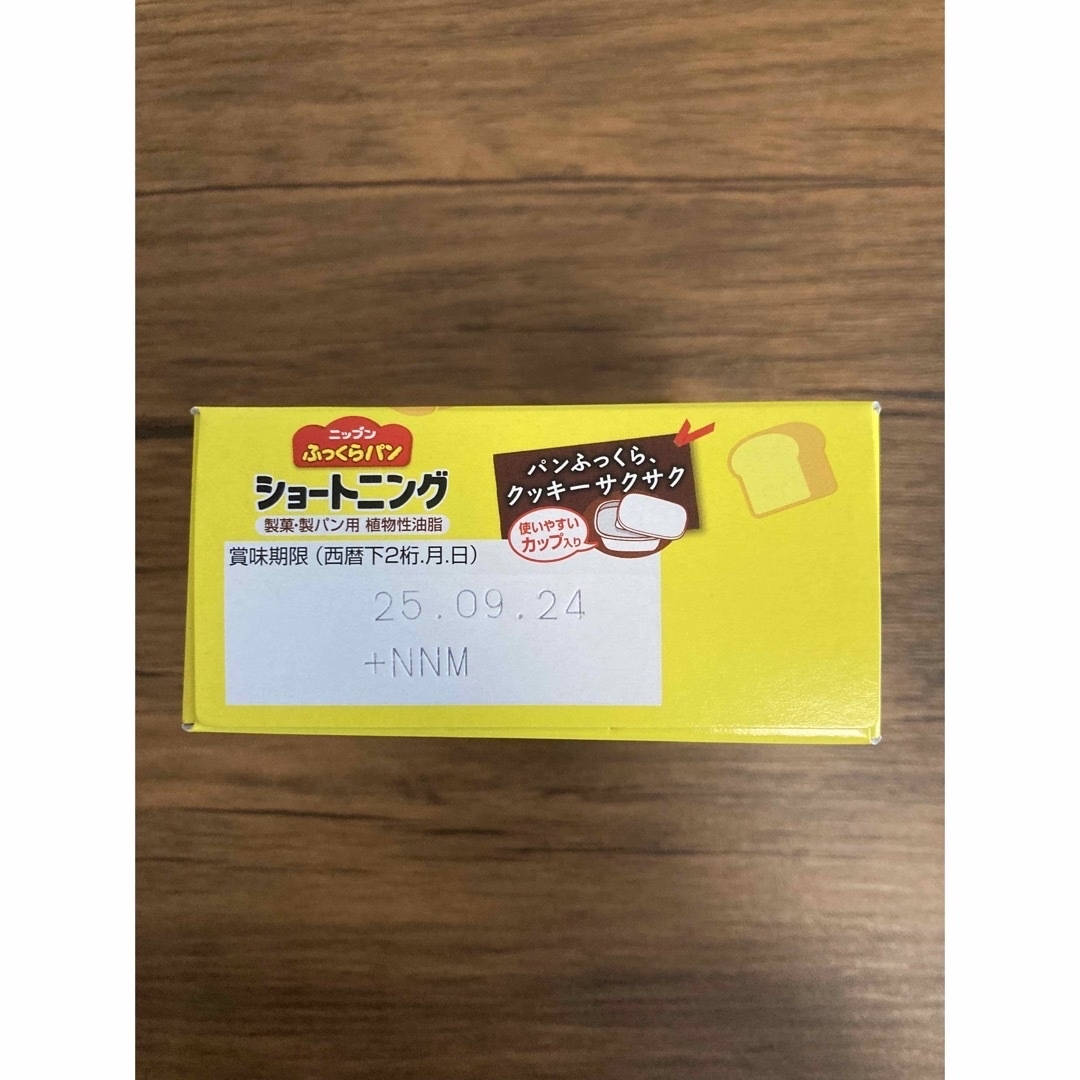 ニップン
ふっくらパン
ショートニング
製菓・製パン用 植物性油脂
パンふっくら、
クッキーサクサク
使いやすい
カップ入り
賞味期限（西暦下2桁.月.日）
25.09.24
+NNM